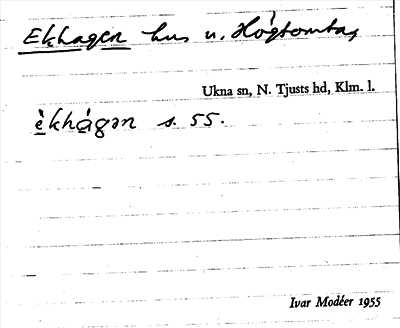 Ekhagen hus u. Högtomta,
Ukna sn, N. Tjusts hd, Klm. l.
èkhágən s. 55.
Ivar Modéer 1955